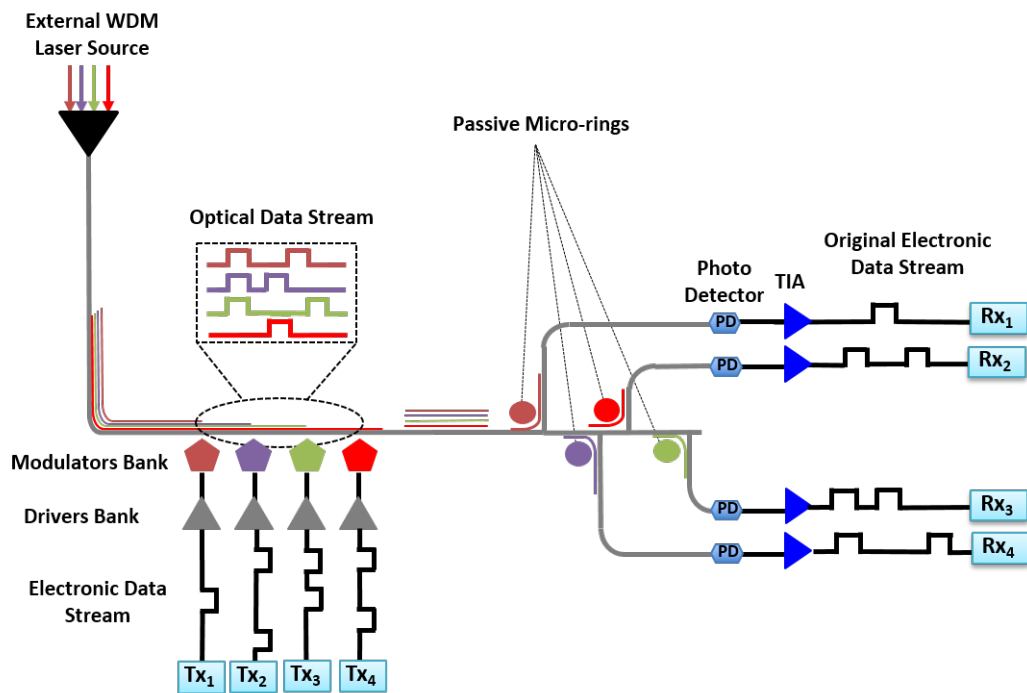 External WDM
Laser Source
Passive Micro-rings
Optical Data Stream
Original Electronic
Data Stream
Photo
Detector
TIA
PD
Rx1
PD
Rx2
Modulators Bank
Drivers Bank
PD
Rx3
PD
Rx4
Electronic Data
Stream
Tx1
Tx2
Tx3
Tx4